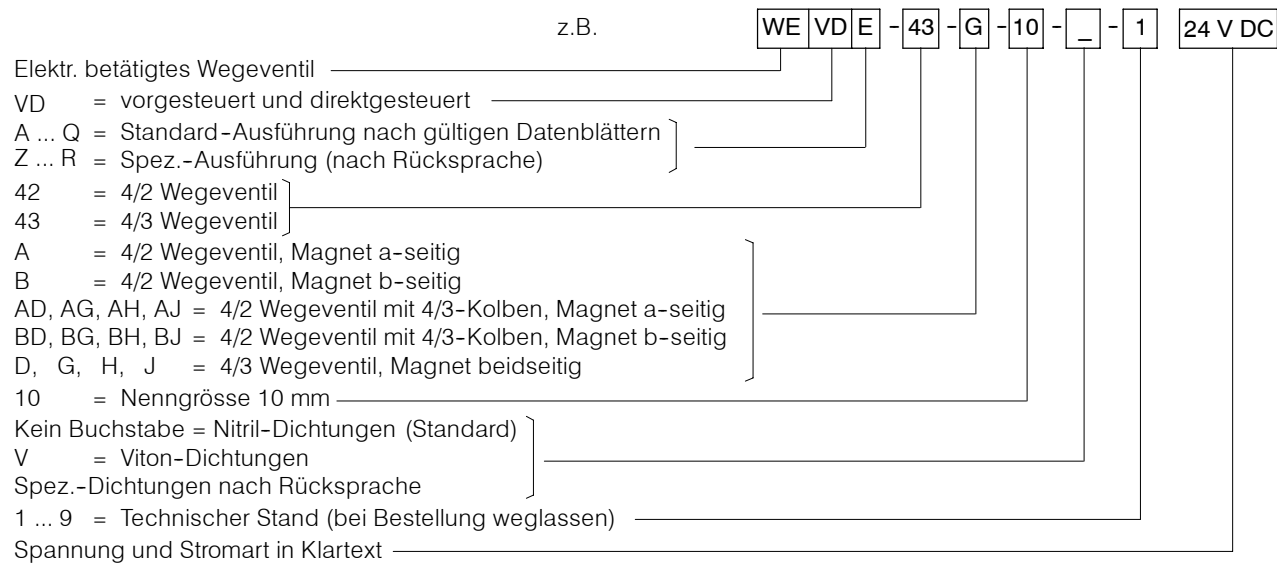 z.B. WE VD E - 43 - G - 10 - _ - 1 24 V DC
Elektr. betätigtes Wegeventil
VD = vorgesteuert und direktgesteuert
A ... Q = Standard-Ausführung nach gültigen Datenblättern
Z ... R = Spez.-Ausführung (nach Rücksprache)
42 = 4/2 Wegeventil
43 = 4/3 Wegeventil
A = 4/2 Wegeventil, Magnet a-seitig
B = 4/2 Wegeventil, Magnet b-seitig
AD, AG, AH, AJ = 4/2 Wegeventil mit 4/3-Kolben, Magnet a-seitig
BD, BG, BH, BJ = 4/2 Wegeventil mit 4/3-Kolben, Magnet b-seitig
D, G, H, J = 4/3 Wegeventil, Magnet beidseitig
10 = Nenngrösse 10 mm
Kein Buchstabe = Nitril-Dichtungen (Standard)
V = Viton-Dichtungen
Spez.-Dichtungen nach Rücksprache
1 ... 9 = Technischer Stand (bei Bestellung weglassen)
Spannung und Stromart in Klartext